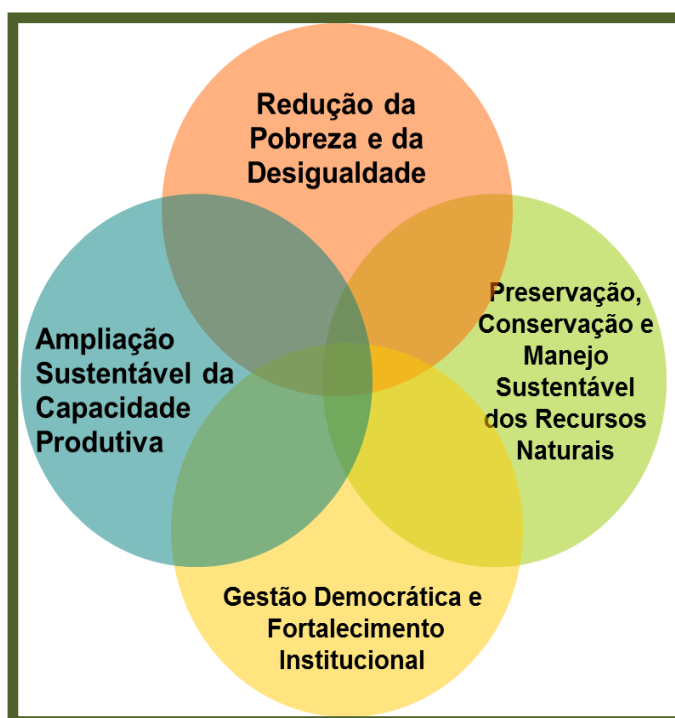 Redução da
Pobreza e da
Desigualdade
Preservação,
Conservação e
Manejo
Sustentável
dos Recursos
Naturais
Ampliação
Sustentável da
Capacidade
Produtiva
Gestão Democrática e
Fortalecimento
Institucional